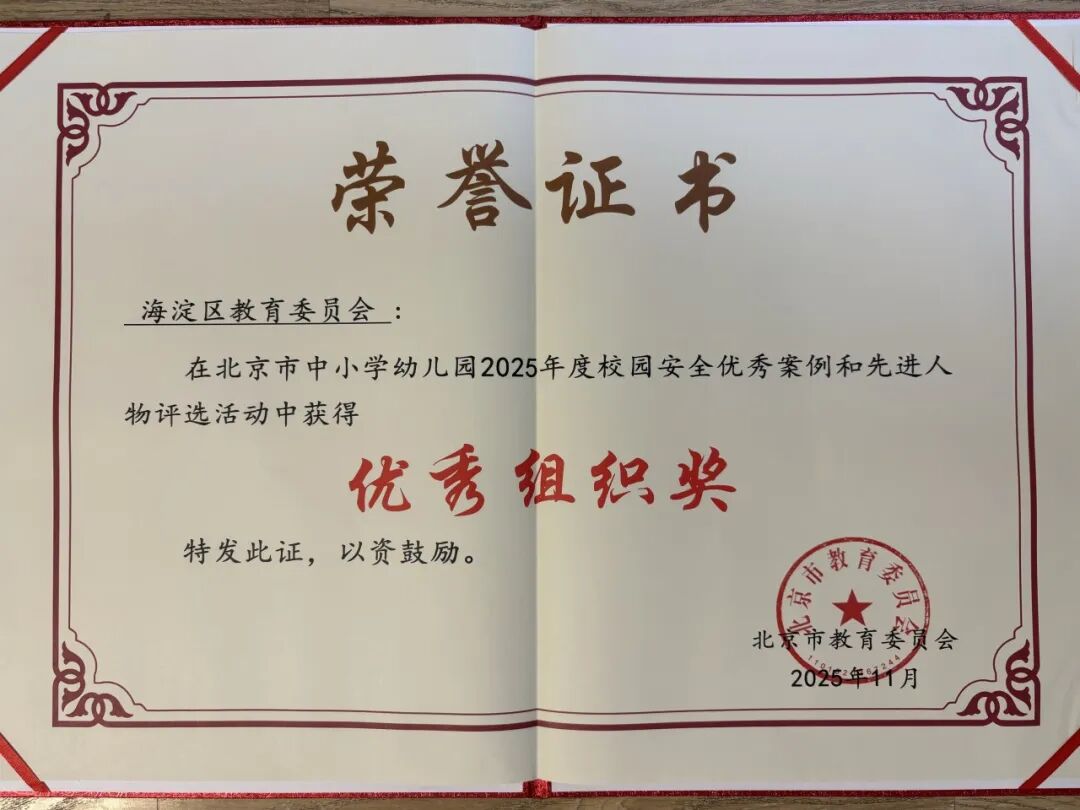 荣誉证书
海淀区教育委员会：
在北京市中小学幼儿园2025年度校园安全优秀案例和先进人
物评选活动中获得
优秀组织奖
特发此证，以资鼓励。
北京市教育委员会
北京市教育委员会
2025年11月